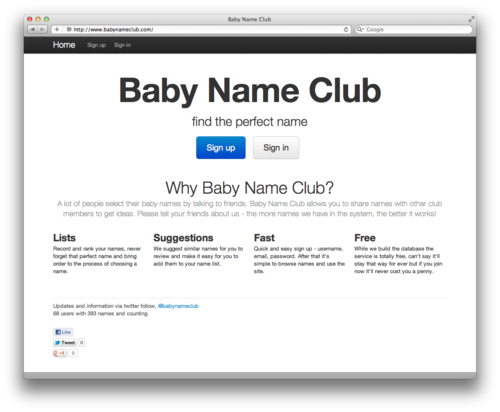 Baby Name Club
http://www.babynameclub.com/
Google
Home Sign up Sign in
Baby Name Club
find the perfect name
Sign up Sign in
Why Baby Name Club?
A lot of people select their baby names by talking to friends. Baby Name Club allows you to share names with other club
members to get ideas. Please tell your friends about us - the more names we have in the system, the better it works!
Lists
Record and rank your names, never
forget that perfect name and bring
order to the process of choosing a
name.
Suggestions
We suggest similar names for you to
review and make it easy for you to
add them to your name list.
Fast
Quick and easy sign up - username,
email, password. After that it's
simple to browse names and use the
site.
Free
While we build the database the
service is totally free, can't say it'll
stay that way for ever but if you join
now it'll never cost you a penny.
Updates and information via twitter follow, @babynameclub
68 users with 393 names and counting
Like
Tweet 9
+1 0